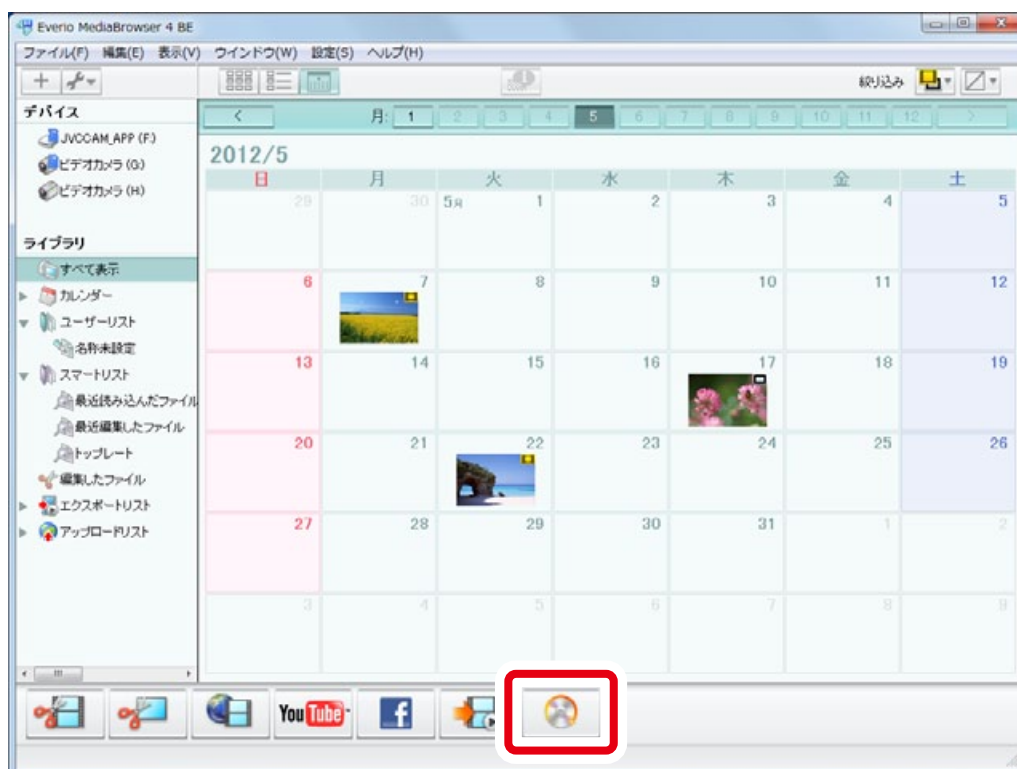 Everio MediaBrowser 4 BE
ファイル(F) 編集(E) 表示(V) ウインドウ(W) 設定(S) ヘルプ(H)
絞り込み
デバイス
JVCCAM_APP (F:)
ビデオカメラ (G:)
ビデオカメラ (H:)
ライブラリ
すべて表示
カレンダー
ユーザーリスト
名称未設定
スマートリスト
最近読み込んだファイル
最近編集したファイル
トップレート
編集したファイル
エクスポートリスト
アップロードリスト
< 月: 1 2 3 4 5 6 7 8 9 10 11 12 >
2012/5
日 月 火 水 木 金 土
29 30 5月 1 2 3 4 5
6 7 8 9 10 11 12
13 14 15 16 17 18 19
20 21 22 23 24 25 26
27 28 29 30 31 1 2
3 4 5 6 7 8 9
YouTube f